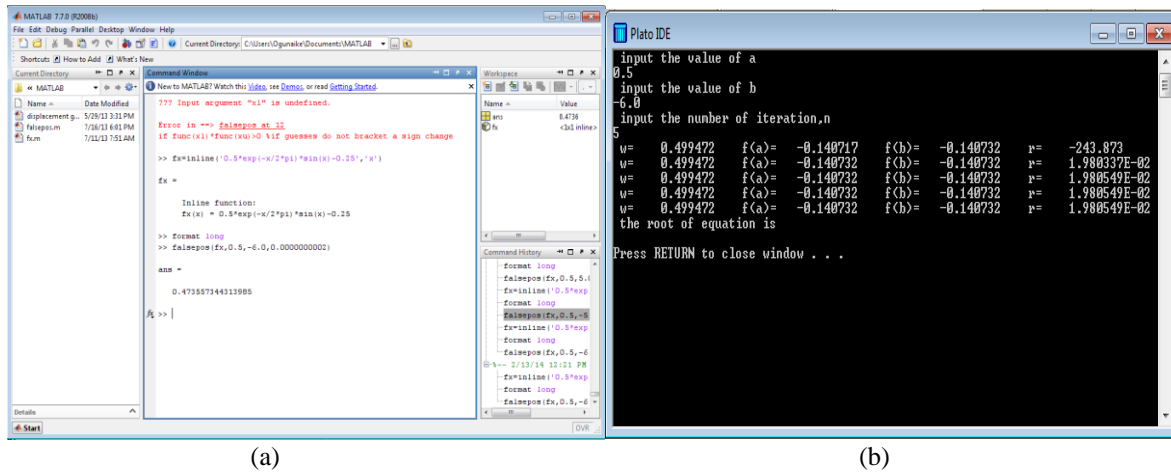 MATLAB 7.7.0 (R2008b)
File Edit Debug Parallel Desktop Window Help
Current Directory: C:\Users\Ogunaike\Documents\MATLAB
Shortcuts How to Add What's New
Current Directory
« MATLAB
Name Date Modified
displacement g... 5/29/13 3:31 PM
falsepos.m 7/16/13 6:01 PM
fx.m 7/11/13 7:51 AM
Details
Start
Command Window
New to MATLAB? Watch this Video, see Demos, or read Getting Started.
??? Input argument "xl" is undefined.
Error in ==> falsepos at 12
if func(xl)*func(xu)>0 %if guesses do not bracket a sign change
>> fx=inline('0.5*exp(-x/2*pi)*sin(x)-0.25','x')
fx =
Inline function:
fx(x) = 0.5*exp(-x/2*pi)*sin(x)-0.25
>> format long
>> falsepos(fx,0.5,-6.0,0.0000000002)
ans =
0.473557344313985
fx >>
Workspace
Name Value
ans 0.4736
fx <1x1 inline>
Command History
format long
falsepos(fx,0.5,5.(
fx=inline('0.5*exp
format long
falsepos(fx,0.5,-5
fx=inline('0.5*exp
format long
falsepos(fx,0.5,-6
%-- 2/13/14 12:21 PM
fx=inline('0.5*exp
format long
falsepos(fx,0.5,-6
OVR
(a)
Plato IDE
input the value of a
0.5
input the value of b
-6.0
input the number of iteration,n
5
w= 0.499472 f(a)= -0.140717 f(b)= -0.140732 r= -243.873
w= 0.499472 f(a)= -0.140732 f(b)= -0.140732 r= 1.980337E-02
w= 0.499472 f(a)= -0.140732 f(b)= -0.140732 r= 1.980549E-02
w= 0.499472 f(a)= -0.140732 f(b)= -0.140732 r= 1.980549E-02
w= 0.499472 f(a)= -0.140732 f(b)= -0.140732 r= 1.980549E-02
the root of equation is
Press RETURN to close window . . .
(b)